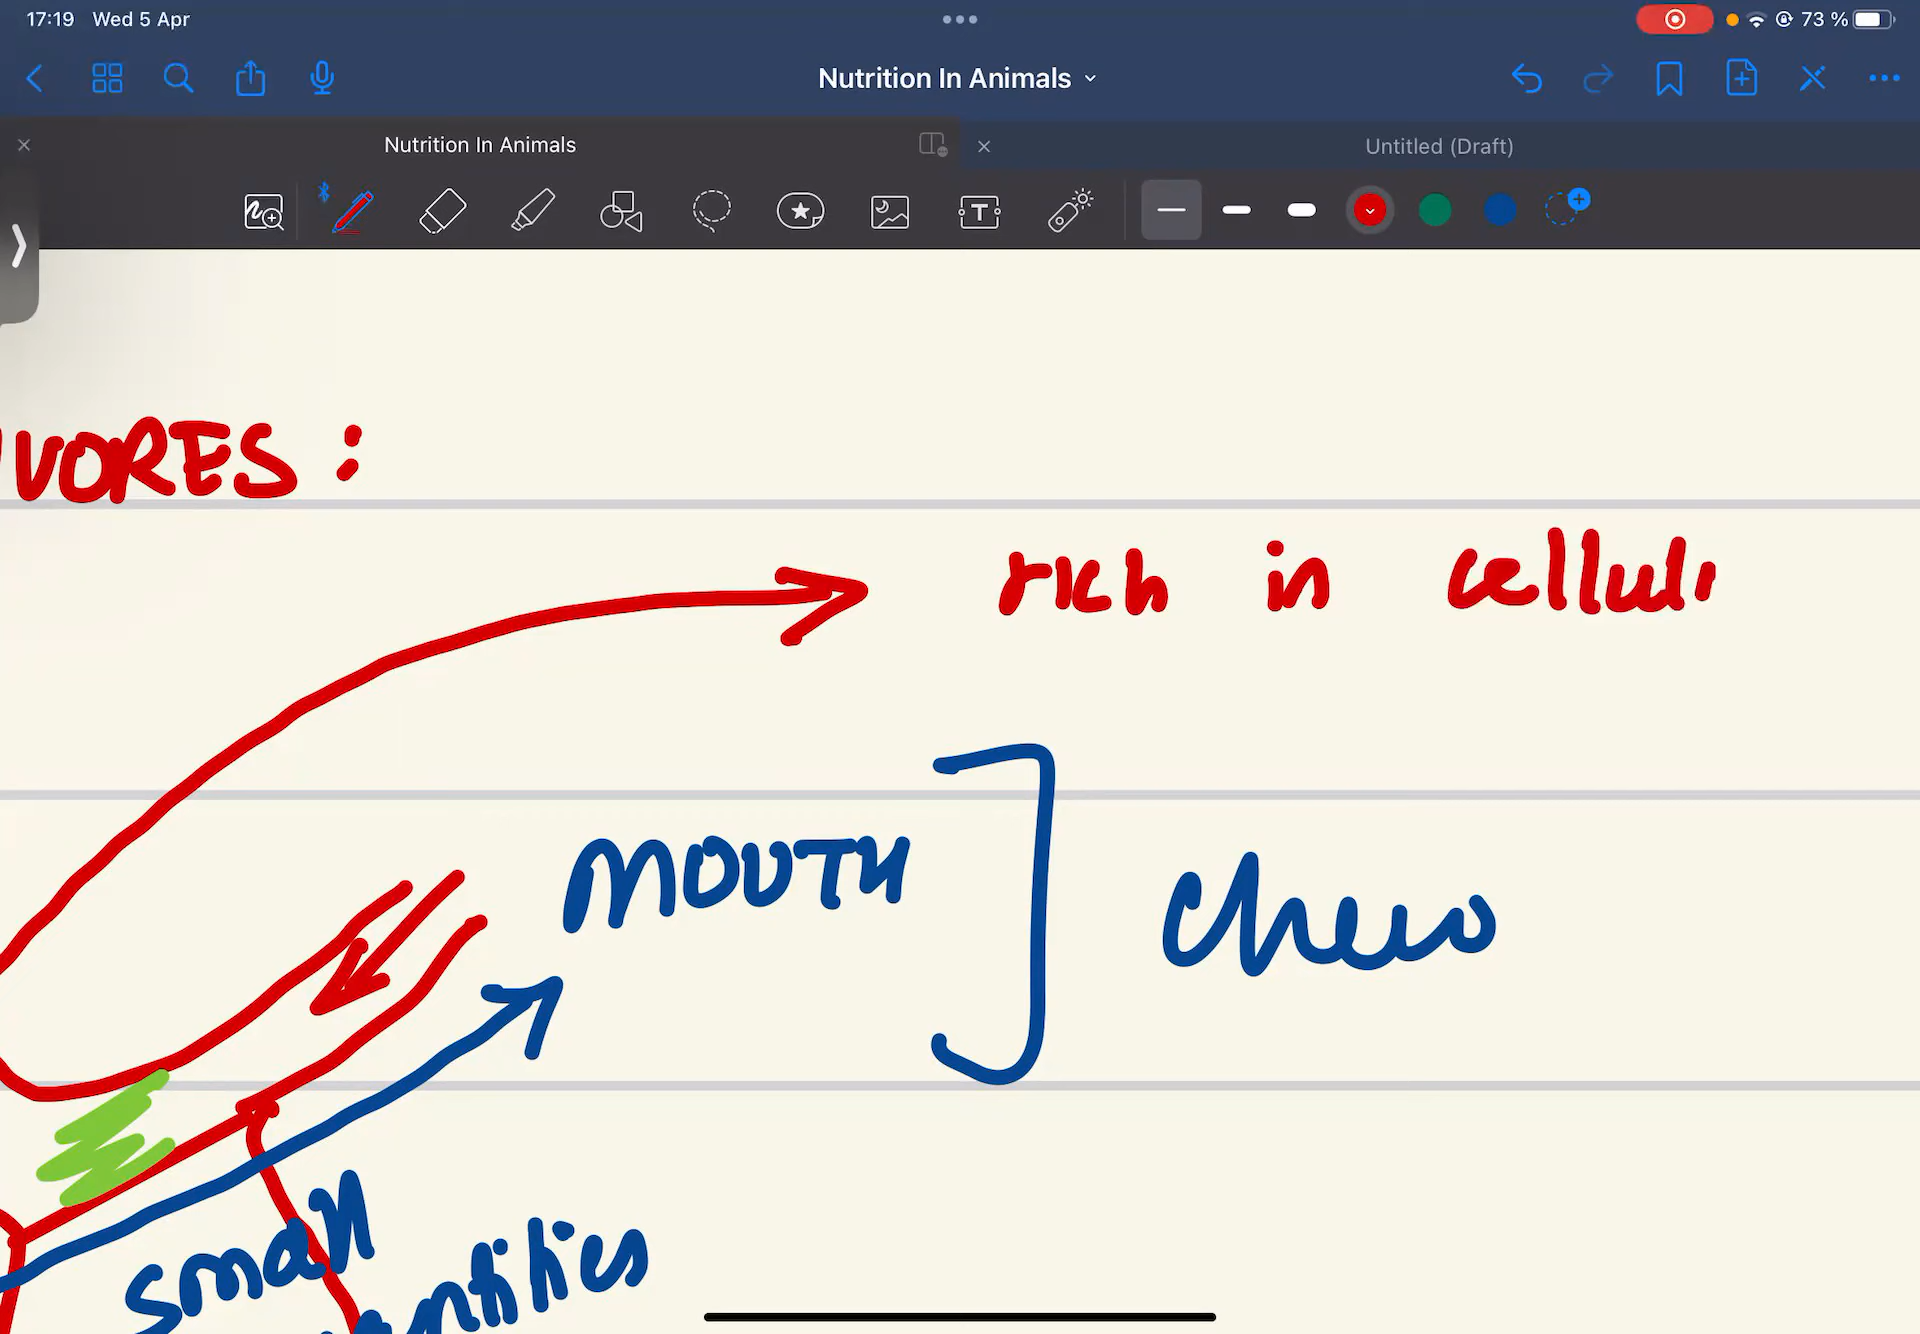 17:19 Wed 5 Apr 73 %
Nutrition In Animals
Nutrition In Animals Untitled (Draft)
VORES :
rich in cellul
MOUTH chew
small
antities